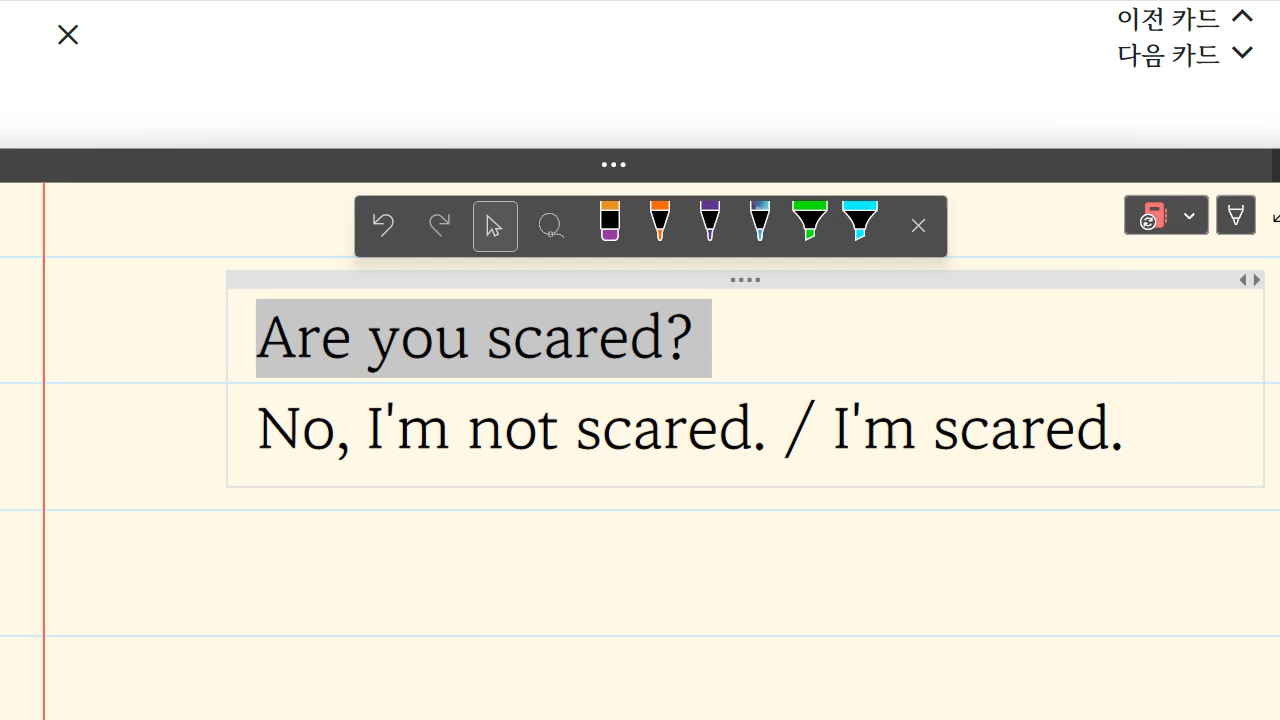 이전 카드
다음 카드
Are you scared?
No, I'm not scared. / I'm scared.